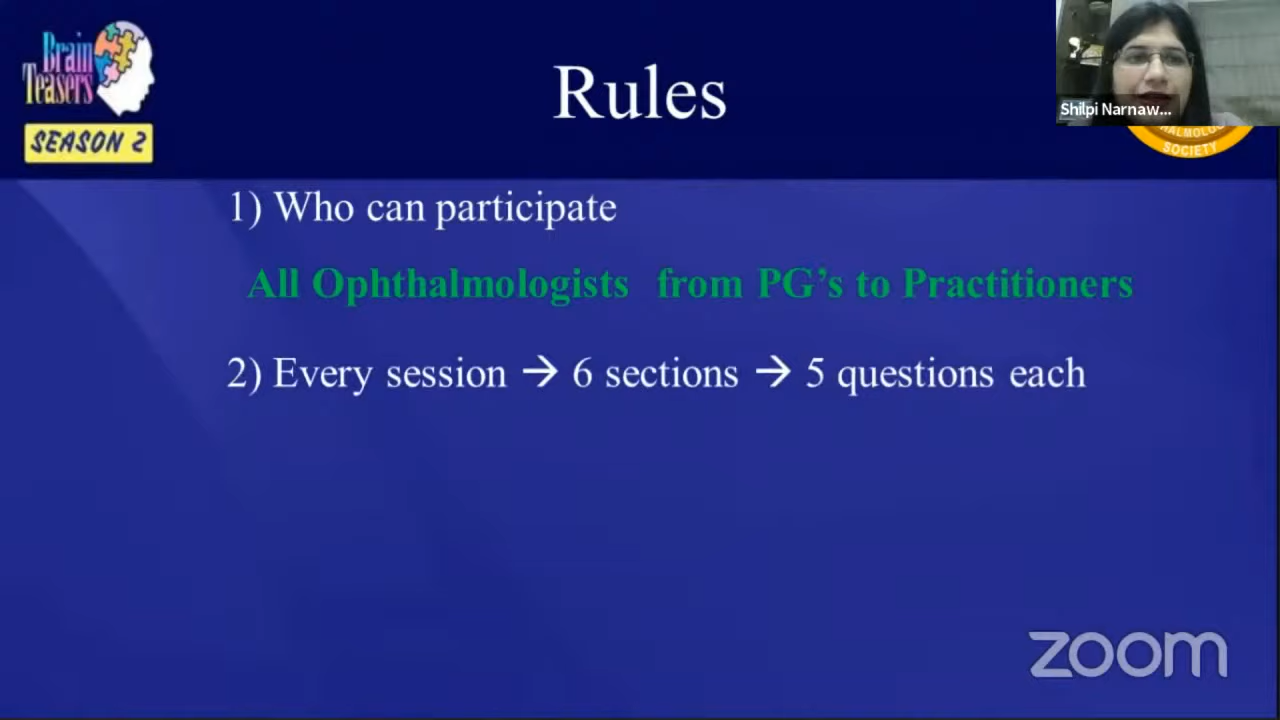 Brain
Teasers
SEASON 2
Rules
Shilpi Narnaw...
SOCIETY
1) Who can participate
All Ophthalmologists from PG's to Practitioners
2) Every session → 6 sections → 5 questions each
zoom